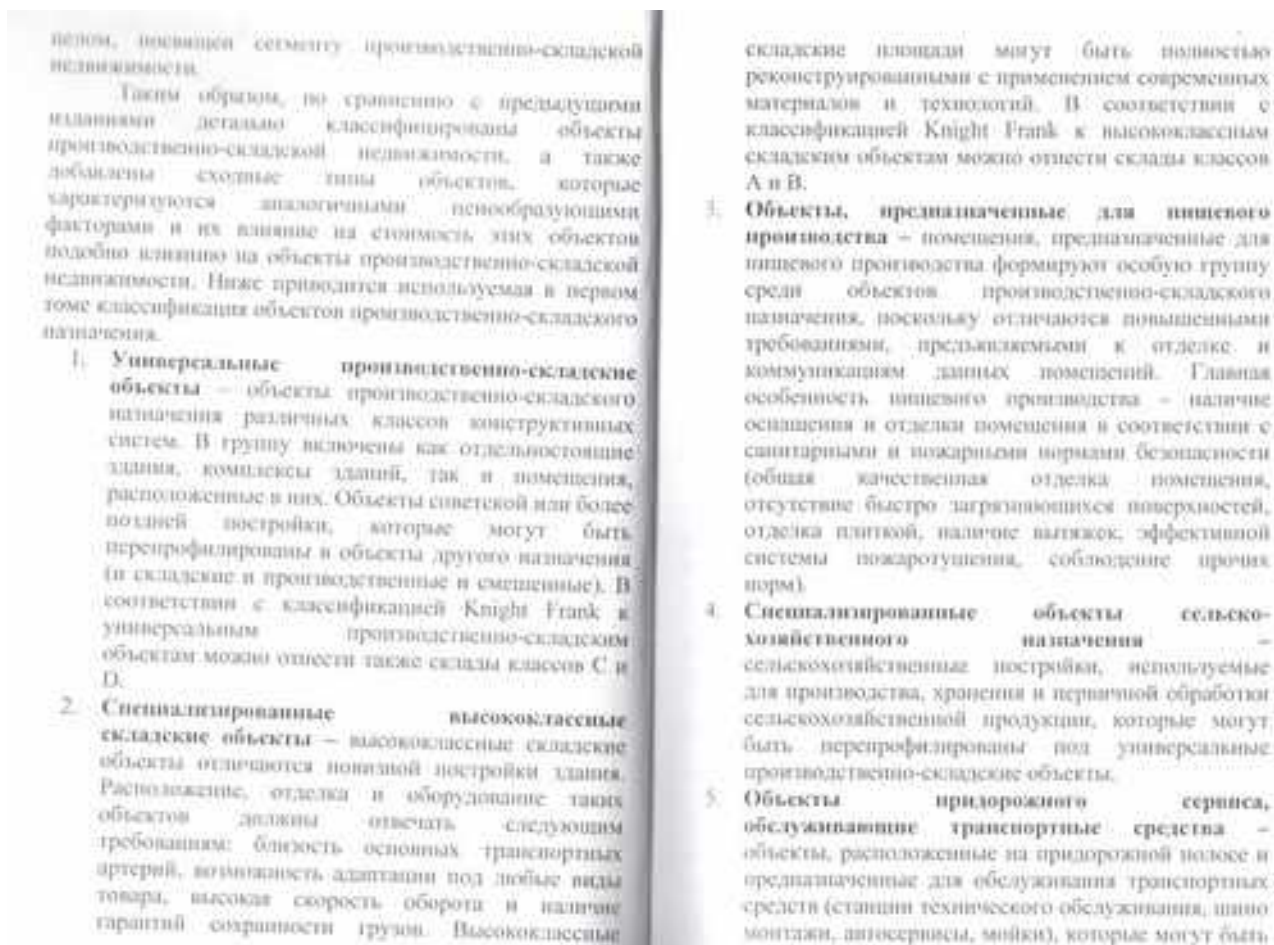 целом, посвящен сегменту производственно-складской
недвижимости.
Таким образом, по сравнению с предыдущими
изданиями детально классифицированы объекты
производственно-складской недвижимости, а также
добавлены сходные типы объектов, которые
характеризуются аналогичными ценообразующими
факторами и их влияние на стоимость этих объектов
подобно влиянию на объекты производственно-складской
недвижимости. Ниже приводится используемая в первом
томе классификация объектов производственно-складского
назначения.
1. Универсальные производственно-складские
объекты – объекты производственно-складского
назначения различных классов конструктивных
систем. В группу включены как отдельностоящие
здания, комплексы зданий, так и помещения,
расположенные в них. Объекты советской или более
поздней постройки, которые могут быть
перепрофилированы в объекты другого назначения
(и складские и производственные и смешенные). В
соответствии с классификацией Knight Frank к
универсальным производственно-складским
объектам можно отнести также склады классов С и
D.
2. Специализированные высококлассные
складские объекты – высококлассные складские
объекты отличаются новизной постройки здания.
Расположение, отделка и оборудование таких
объектов должны отвечать следующим
требованиям: близость основных транспортных
артерий, возможность адаптации под любые виды
товара, высокая скорость оборота и наличие
гарантий сохранности грузов. Высококлассные
складские площади могут быть полностью
реконструированными с применением современных
материалов и технологий. В соответствии с
классификацией Knight Frank к высококлассным
складским объектам можно отнести склады классов
А и В.
3. Объекты, предназначенные для пищевого
производства – помещения, предназначенные для
пищевого производства формируют особую группу
среди объектов производственно-складского
назначения, поскольку отличаются повышенными
требованиями, предъявляемыми к отделке и
коммуникациям данных помещений. Главная
особенность пищевого производства – наличие
оснащения и отделки помещения в соответствии с
санитарными и пожарными нормами безопасности
(общая качественная отделка помещения,
отсутствие быстро загрязняющихся поверхностей,
отделка плиткой, наличие вытяжек, эффективной
системы пожаротушения, соблюдение прочих
норм).
4. Специализированные объекты сельско-
хозяйственного назначения –
сельскохозяйственные постройки, используемые
для производства, хранения и первичной обработки
сельскохозяйственной продукции, которые могут
быть перепрофилированы под универсальные
производственно-складские объекты.
5. Объекты придорожного сервиса,
обслуживающие транспортные средства –
объекты, расположенные на придорожной полосе и
предназначенные для обслуживания транспортных
средств (станции технического обслуживания, шино
монтажи, автосервисы, мойки), которые могут быть